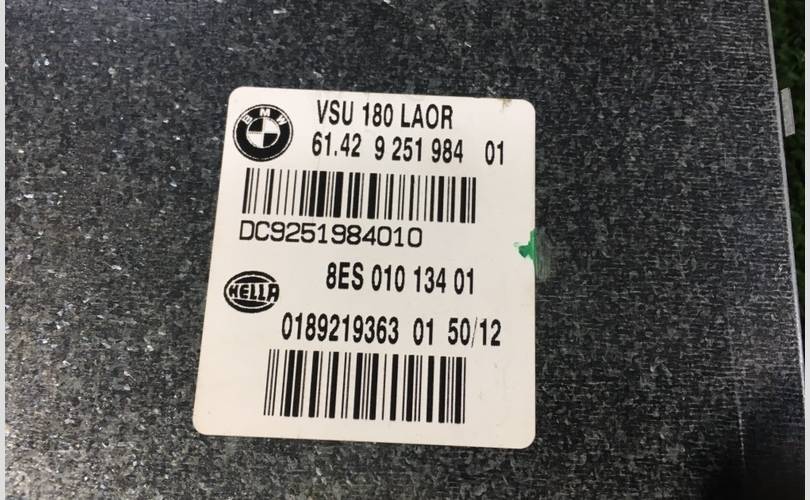 BMW
VSU 180 LAOR
61.42 9 251 984 01
DC9251984010
HELLA
8ES 010 134 01
0189219363 01 50/12